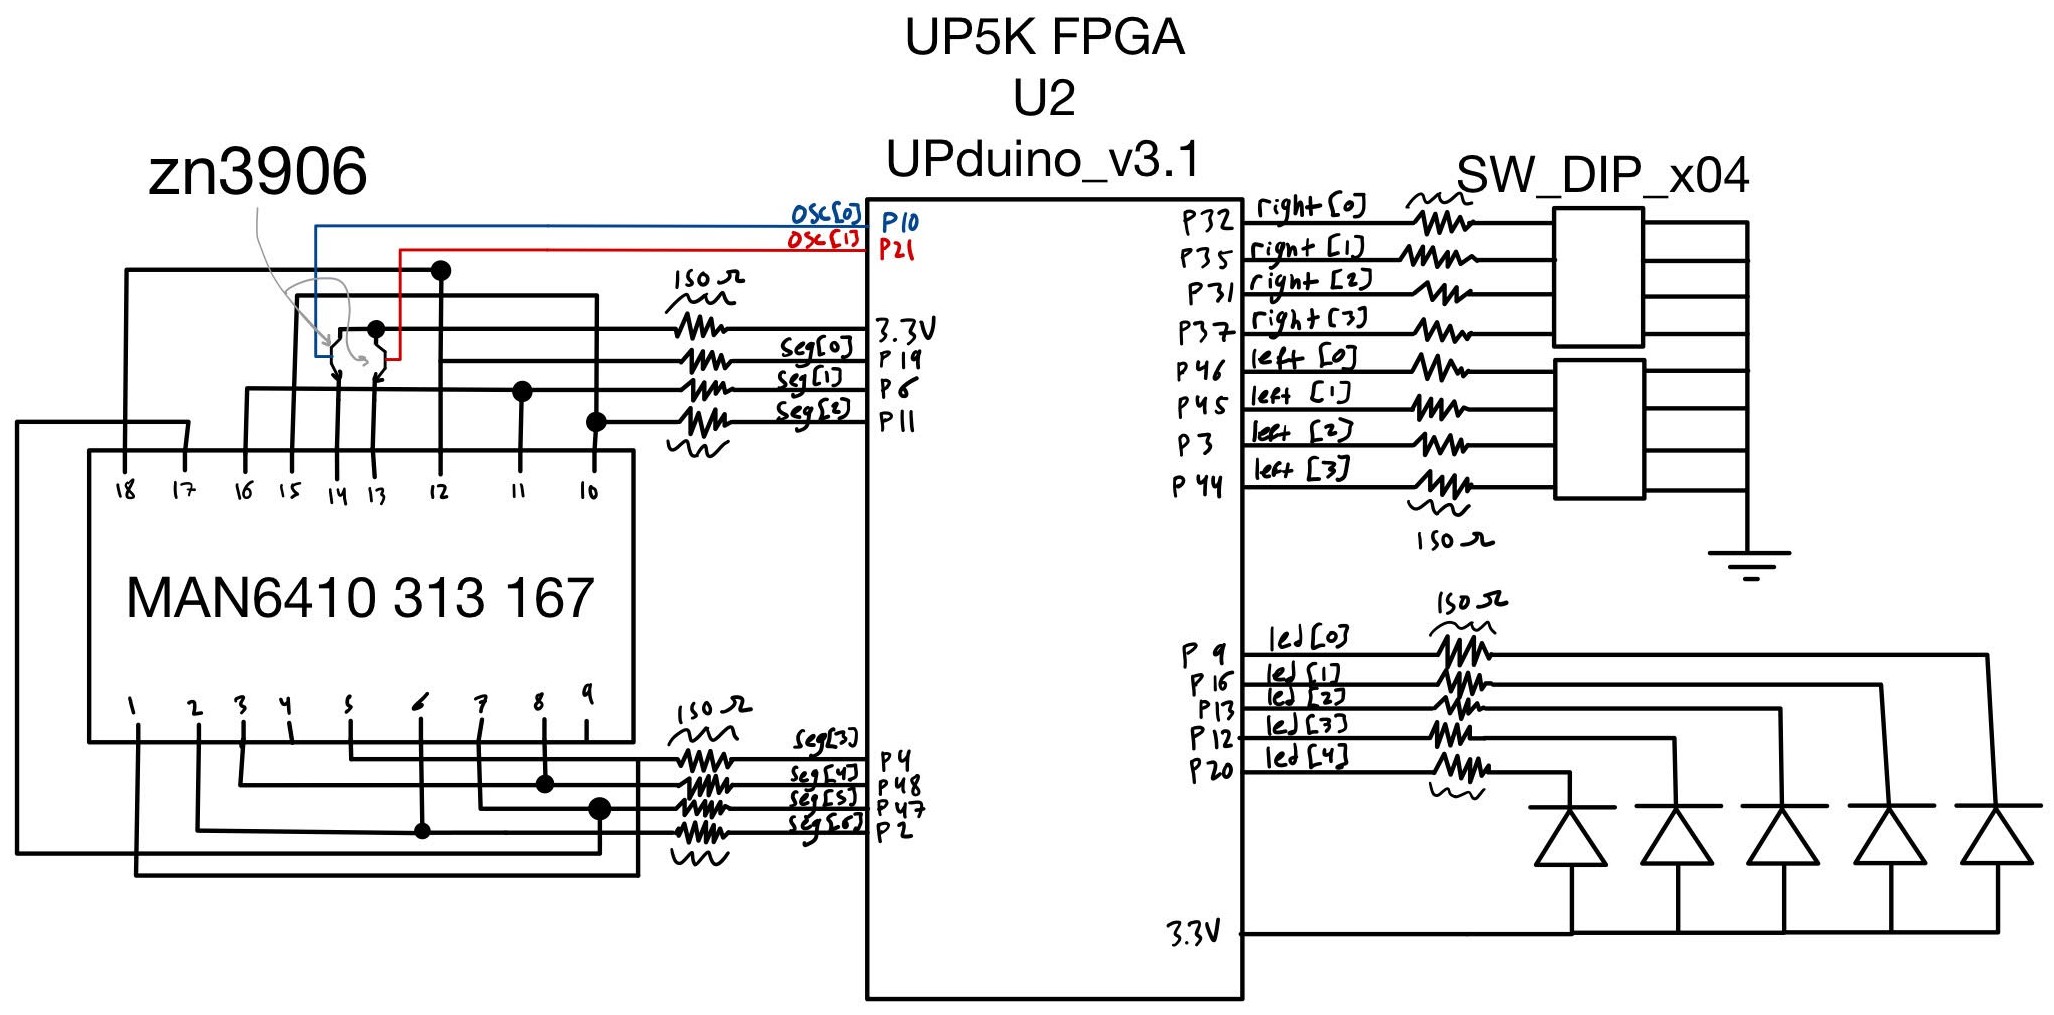 UP5K FPGA
U2
UPduino_v3.1
zn3906
SW_DIP_x04
osc[0] P10
osc[1] P21
150 Ω
3.3V
seg[0] P19
seg[1] P6
seg[2] P11
P32 right[0]
P35 right[1]
P31 right[2]
P37 right[3]
P46 left[0]
P45 left [1]
P3 left [2]
P44 left [3]
150 Ω
18 17 16 15 14 13 12 11 10
MAN6410 313 167
1 2 3 4 5 6 7 8 9
150 Ω
seg[3] P4
seg[4] P48
seg[5] P47
seg[6] P2
150 Ω
P9 led[0]
P16 led[1]
P13 led[2]
P12 led[3]
P20 led[4]
3.3V